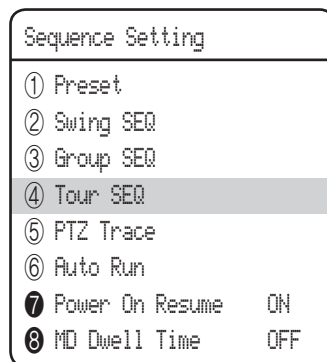 Sequence Setting
① Preset
② Swing SEQ
③ Group SEQ
④ Tour SEQ
⑤ PTZ Trace
⑥ Auto Run
❼ Power On Resume ON
❽ MD Dwell Time OFF